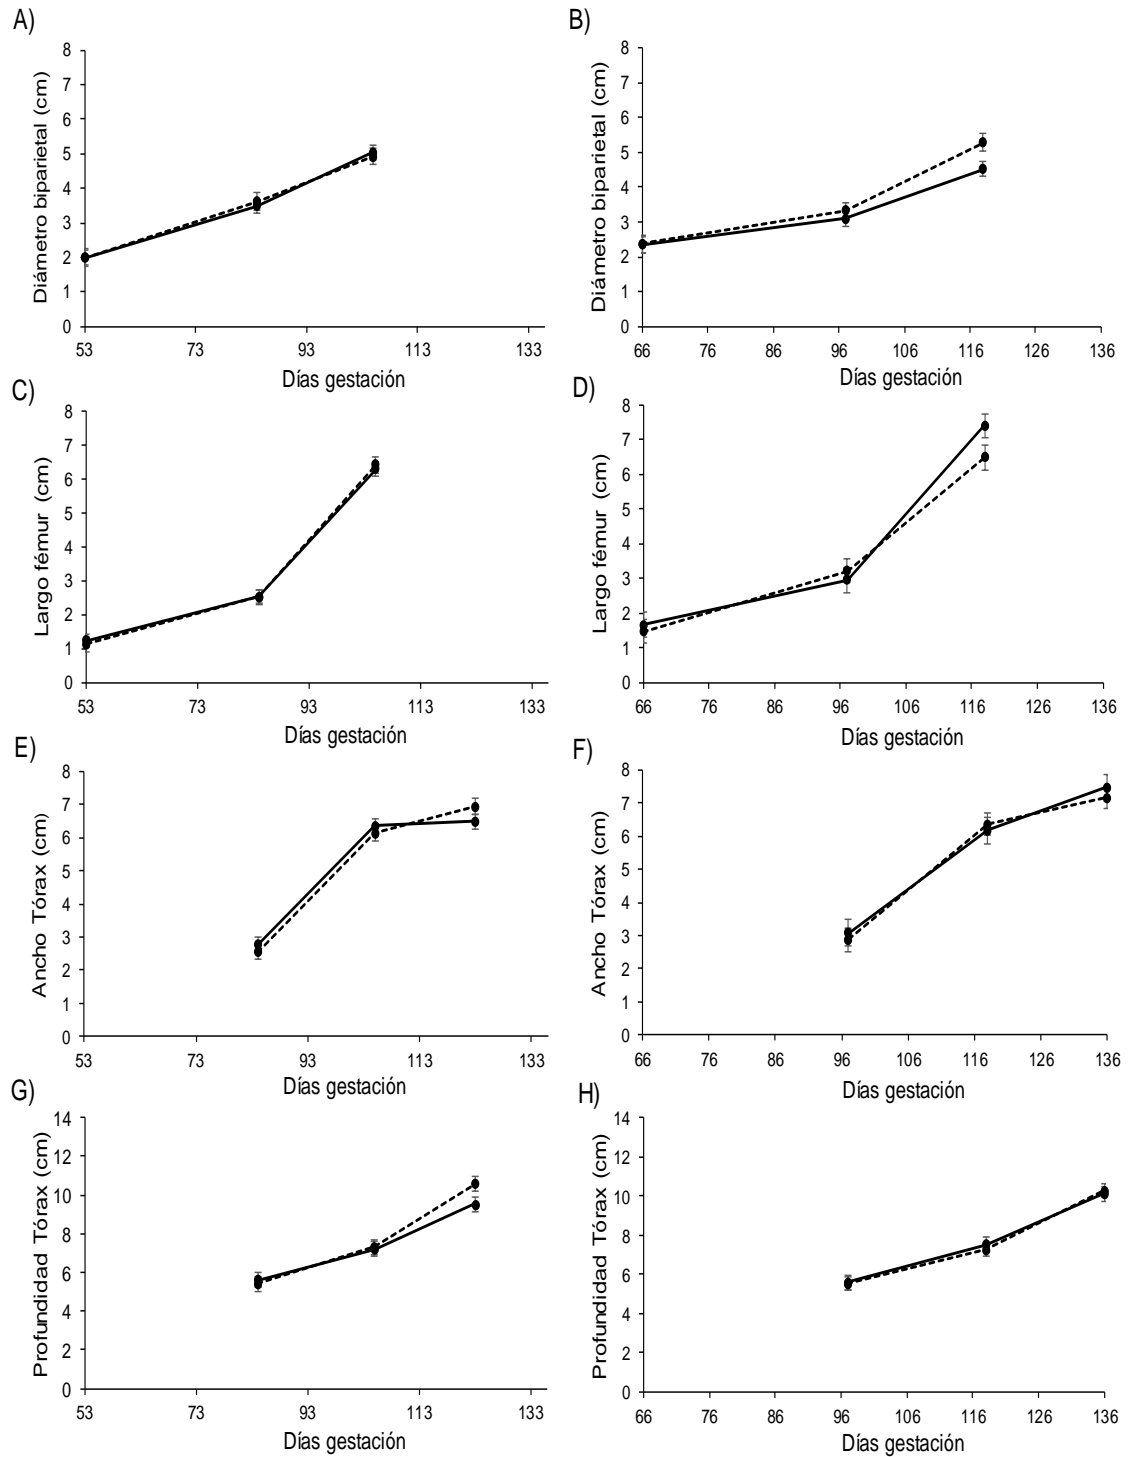 A)
Diámetro biparietal (cm)
8
7
6
5
4
3
2
1
0
53 73 93 113 133
Días gestación
B)
Diámetro biparietal (cm)
8
7
6
5
4
3
2
1
0
66 76 86 96 106 116 126 136
Días gestación
C)
Largo fémur (cm)
8
7
6
5
4
3
2
1
0
53 73 93 113 133
Días gestación
D)
Largo fémur (cm)
8
7
6
5
4
3
2
1
0
66 76 86 96 106 116 126 136
Días gestación
E)
Ancho Tórax (cm)
8
7
6
5
4
3
2
1
0
53 73 93 113 133
Días gestación
F)
Ancho Tórax (cm)
8
7
6
5
4
3
2
1
0
66 76 86 96 106 116 126 136
Días gestación
G)
Profundidad Tórax (cm)
14
12
10
8
6
4
2
0
53 73 93 113 133
Días gestación
H)
Profundidad Tórax (cm)
14
12
10
8
6
4
2
0
66 76 86 96 106 116 126 136
Días gestación